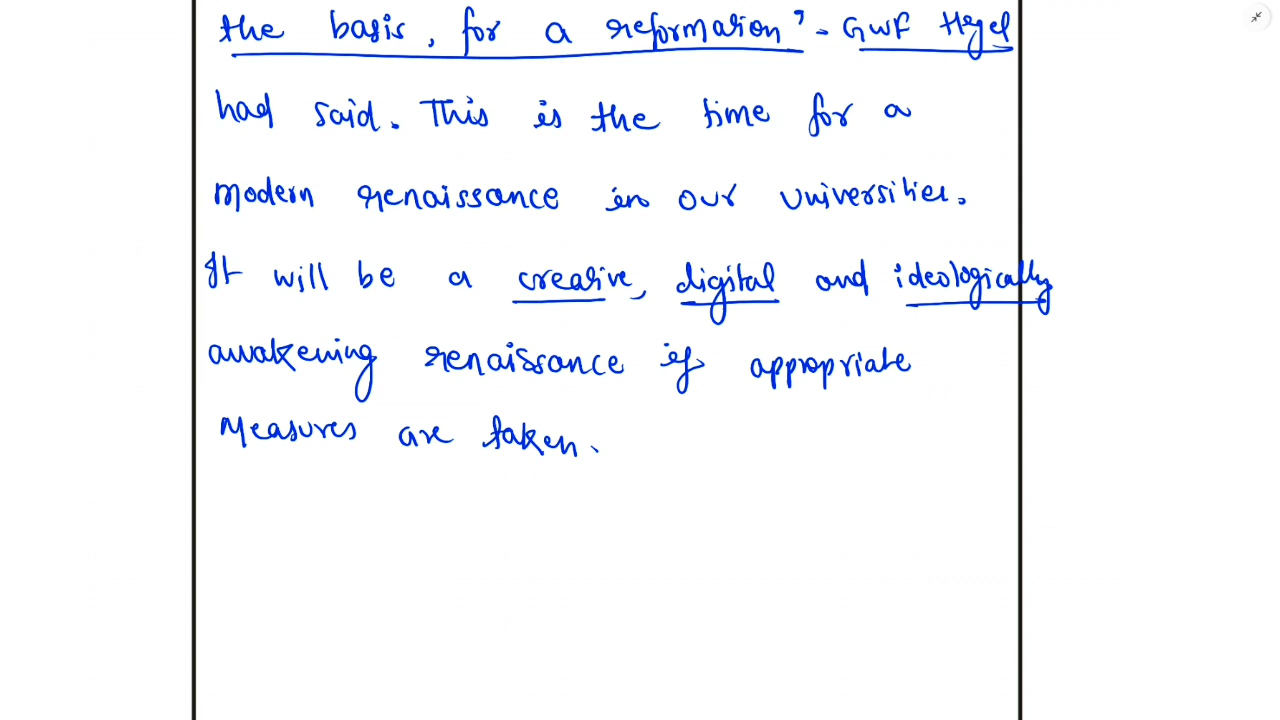 the basis, for a reformation" - GWF Hegel
had said. This is the time for a
modern renaissance in our universities.
It will be a creative, digital and ideologically
awakening renaissance if appropriate
measures are taken.